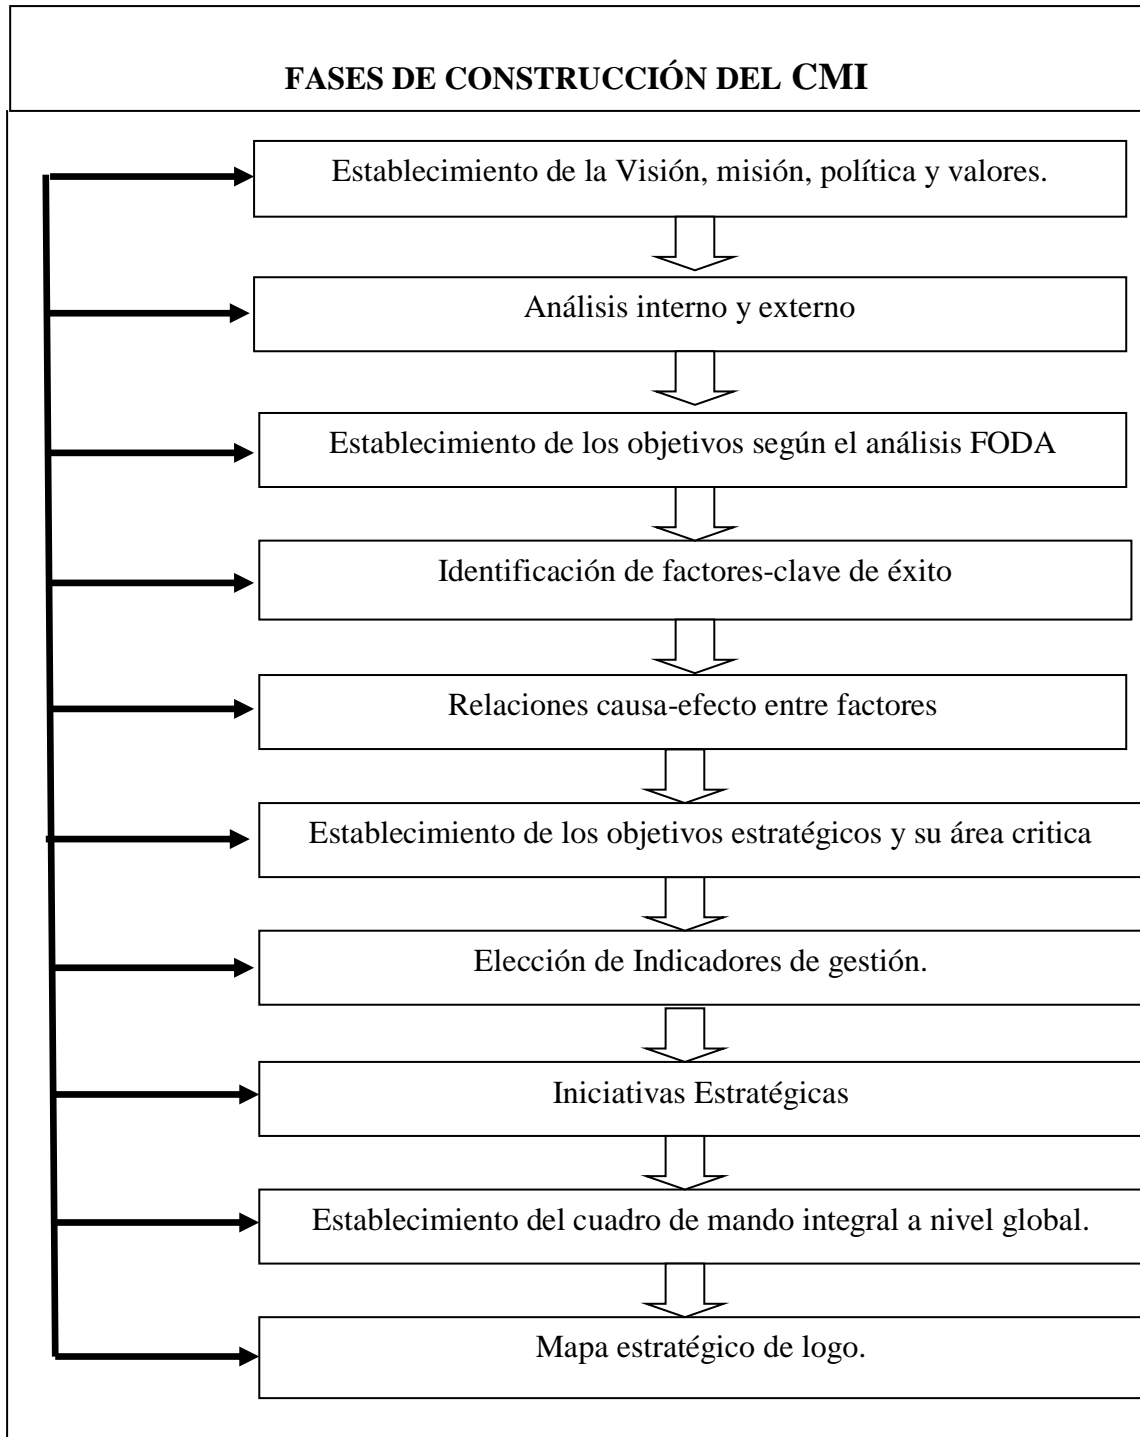 FASES DE CONSTRUCCIÓN DEL CMI
Establecimiento de la Visión, misión, política y valores.
Análisis interno y externo
Establecimiento de los objetivos según el análisis FODA
Identificación de factores-clave de éxito
Relaciones causa-efecto entre factores
Establecimiento de los objetivos estratégicos y su área critica
Elección de Indicadores de gestión.
Iniciativas Estratégicas
Establecimiento del cuadro de mando integral a nivel global.
Mapa estratégico de logo.